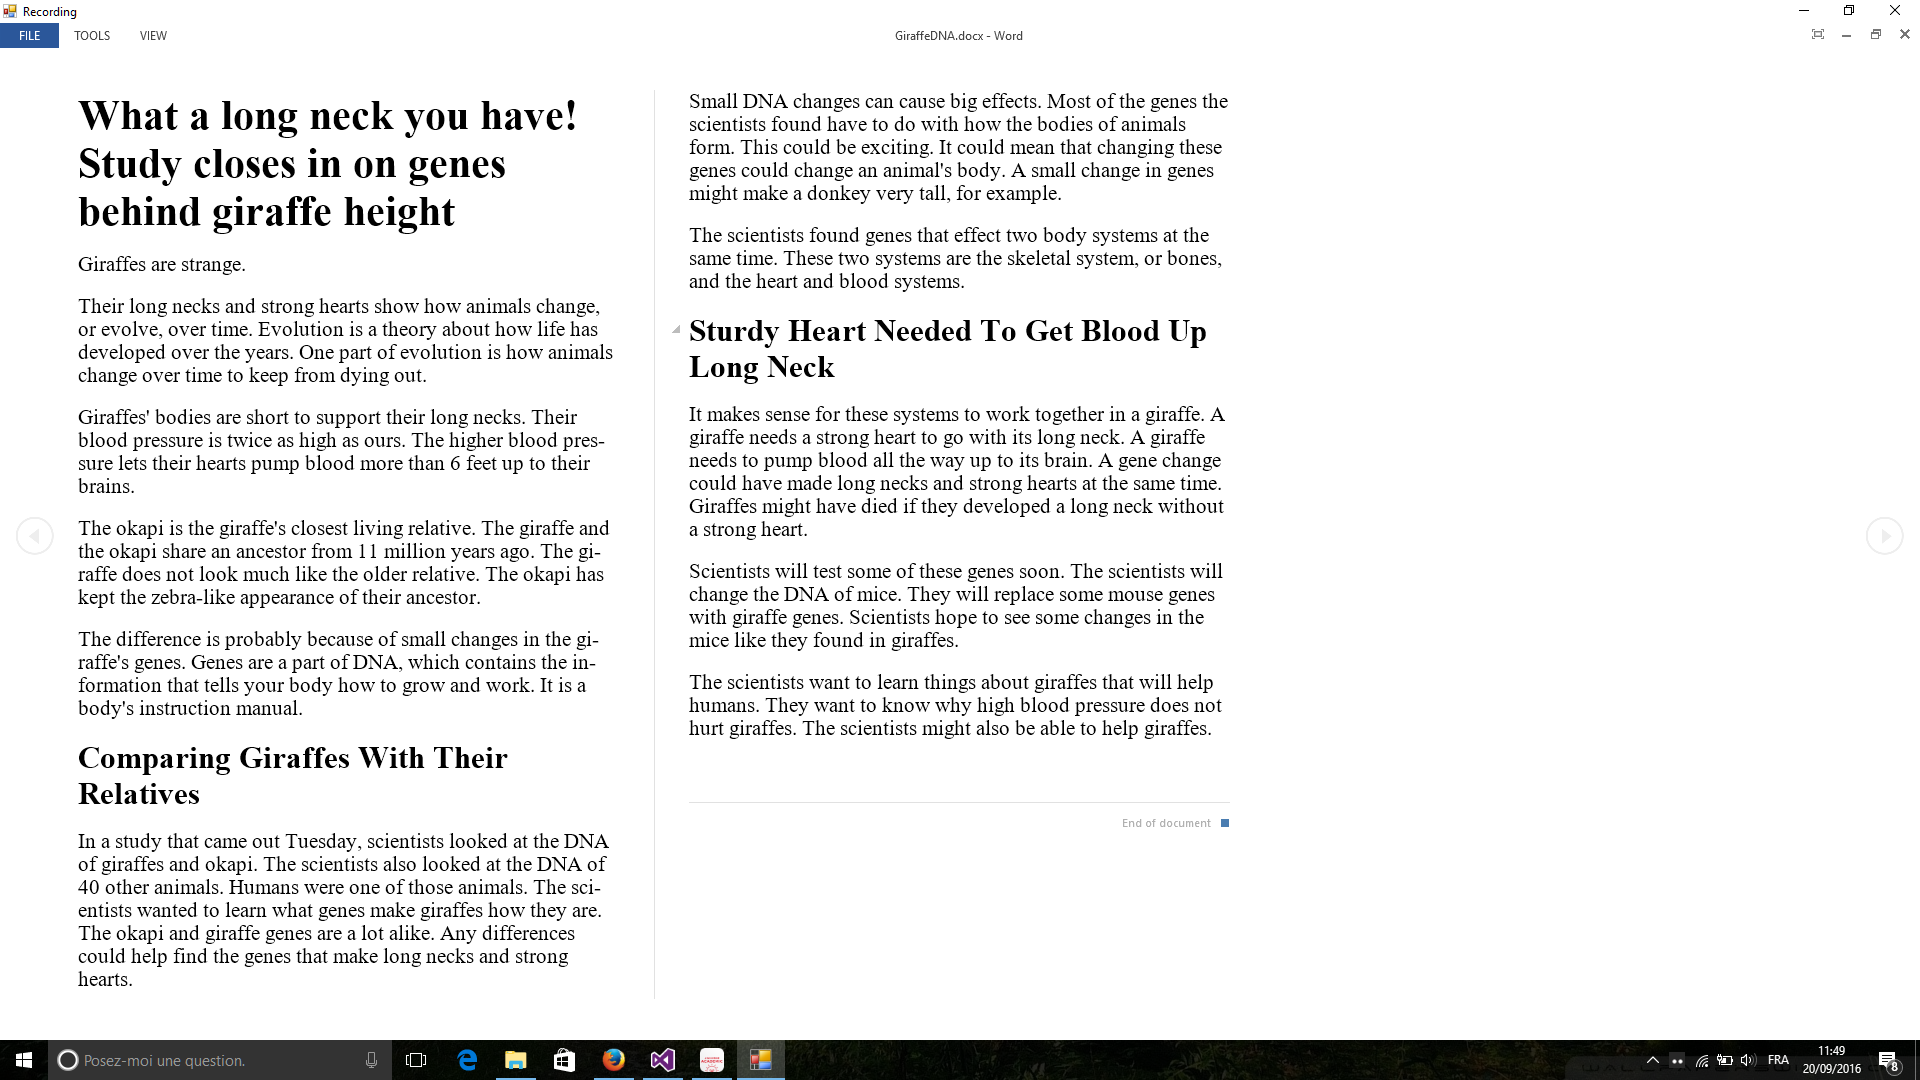 Recording
FILE TOOLS VIEW GiraffeDNA.docx - Word
What a long neck you have!
Study closes in on genes
behind giraffe height
Giraffes are strange.
Their long necks and strong hearts show how animals change,
or evolve, over time. Evolution is a theory about how life has
developed over the years. One part of evolution is how animals
change over time to keep from dying out.
Giraffes' bodies are short to support their long necks. Their
blood pressure is twice as high as ours. The higher blood pres-
sure lets their hearts pump blood more than 6 feet up to their
brains.
The okapi is the giraffe's closest living relative. The giraffe and
the okapi share an ancestor from 11 million years ago. The gi-
raffe does not look much like the older relative. The okapi has
kept the zebra-like appearance of their ancestor.
The difference is probably because of small changes in the gi-
raffe's genes. Genes are a part of DNA, which contains the in-
formation that tells your body how to grow and work. It is a
body's instruction manual.
Comparing Giraffes With Their
Relatives
In a study that came out Tuesday, scientists looked at the DNA
of giraffes and okapi. The scientists also looked at the DNA of
40 other animals. Humans were one of those animals. The sci-
entists wanted to learn what genes make giraffes how they are.
The okapi and giraffe genes are a lot alike. Any differences
could help find the genes that make long necks and strong
hearts.
Small DNA changes can cause big effects. Most of the genes the
scientists found have to do with how the bodies of animals
form. This could be exciting. It could mean that changing these
genes could change an animal's body. A small change in genes
might make a donkey very tall, for example.
The scientists found genes that effect two body systems at the
same time. These two systems are the skeletal system, or bones,
and the heart and blood systems.
Sturdy Heart Needed To Get Blood Up
Long Neck
It makes sense for these systems to work together in a giraffe. A
giraffe needs a strong heart to go with its long neck. A giraffe
needs to pump blood all the way up to its brain. A gene change
could have made long necks and strong hearts at the same time.
Giraffes might have died if they developed a long neck without
a strong heart.
Scientists will test some of these genes soon. The scientists will
change the DNA of mice. They will replace some mouse genes
with giraffe genes. Scientists hope to see some changes in the
mice like they found in giraffes.
The scientists want to learn things about giraffes that will help
humans. They want to know why high blood pressure does not
hurt giraffes. The scientists might also be able to help giraffes.
End of document
Posez-moi une question.
FRA
11:49
20/09/2016
8